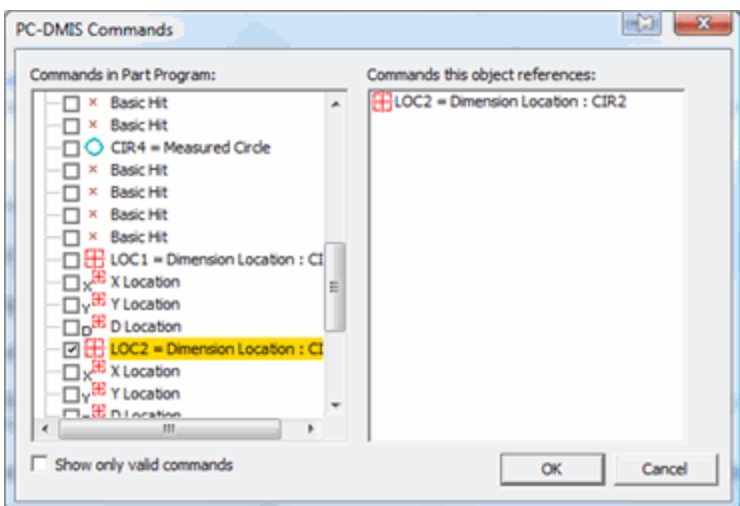 PC-DMIS Commands
Commands in Part Program:
Basic Hit
Basic Hit
CIR4 = Measured Circle
Basic Hit
Basic Hit
Basic Hit
Basic Hit
LOC1 = Dimension Location : CI
X X Location
Y Y Location
D D Location
LOC2 = Dimension Location : CI
X X Location
Y Y Location
D Location
Show only valid commands
Commands this object references:
LOC2 = Dimension Location : CIR2
OK
Cancel